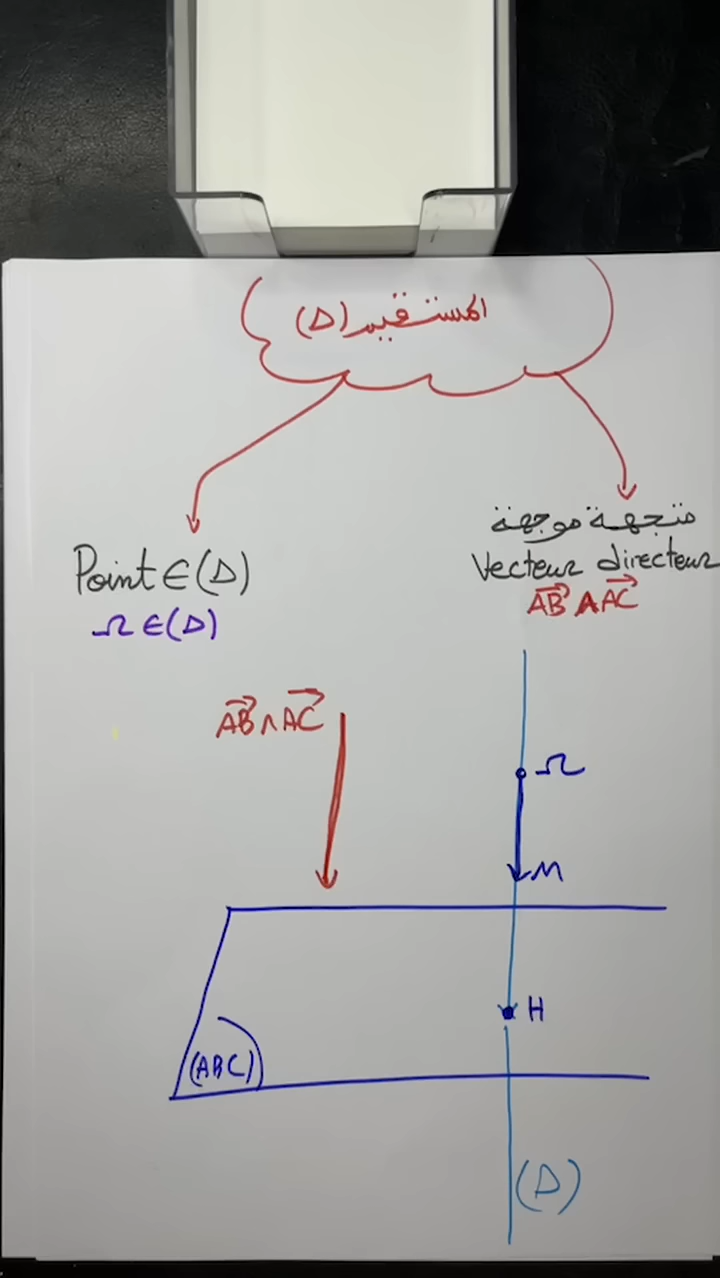 المستقيم (Δ)
Point ∈ (Δ)
Ω ∈ (Δ)
متجهة موجهة
Vecteur directeur
AB ∧ AC
AB ∧ AC
Ω
M
H
(ABC)
(Δ)